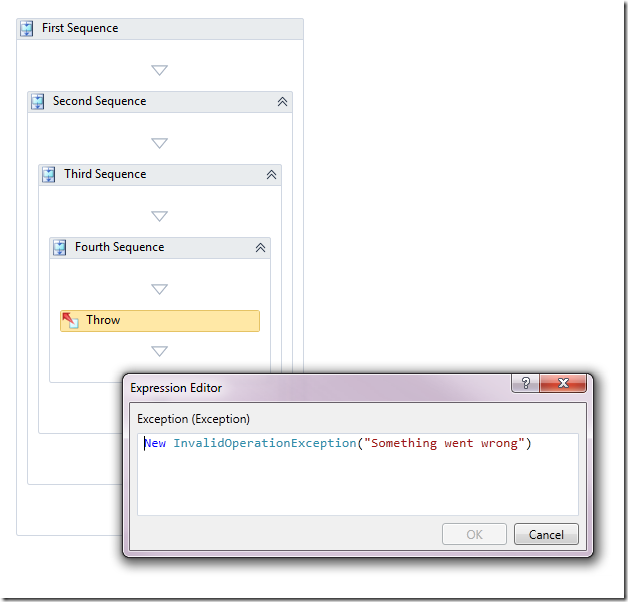 First Sequence
Second Sequence
Third Sequence
Fourth Sequence
Throw
Expression Editor
?
Exception (Exception)
New InvalidOperationException("Something went wrong")
OK
Cancel